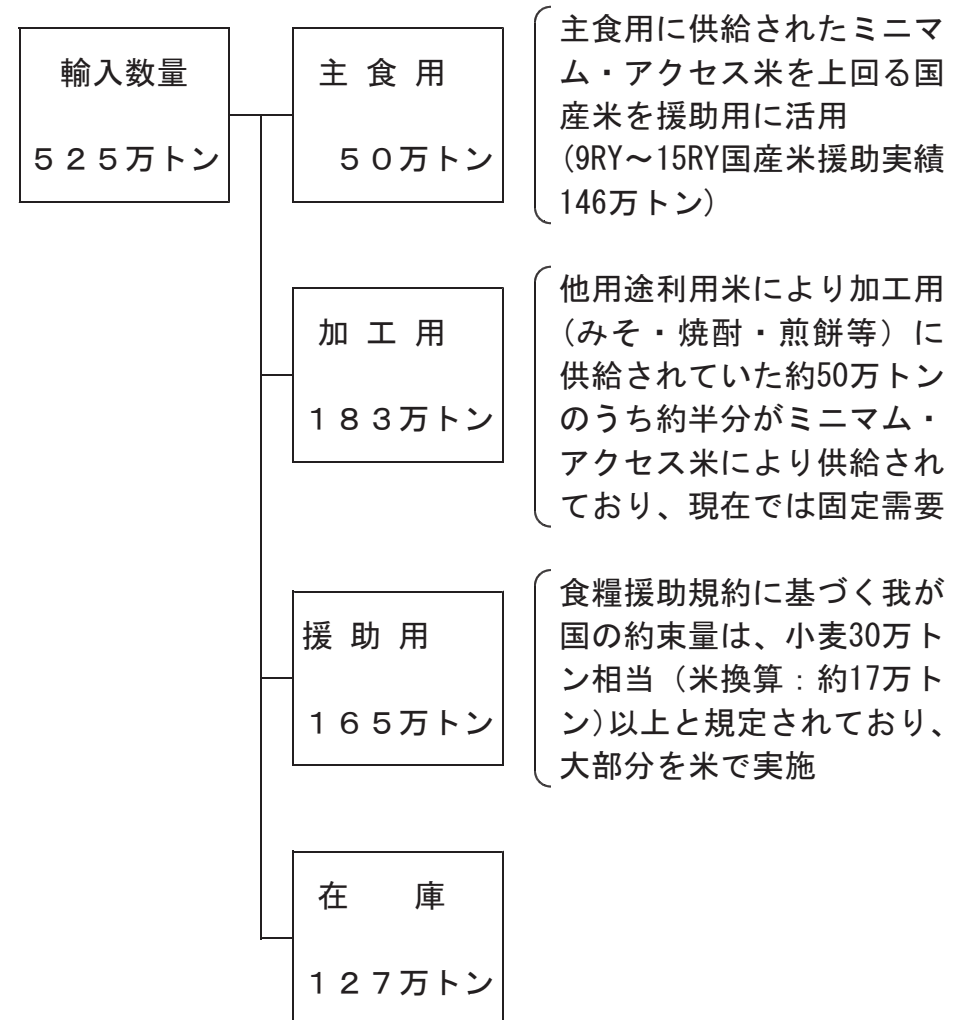 輸入数量
５２５万トン
主 食 用
５０万トン
主食用に供給されたミニマ
ム・アクセス米を上回る国
産米を援助用に活用
(9RY～15RY国産米援助実績
146万トン)
加 工 用
１８３万トン
他用途利用米により加工用
(みそ・焼酎・煎餅等）に
供給されていた約50万トン
のうち約半分がミニマム・
アクセス米により供給され
ており、現在では固定需要
援 助 用
１６５万トン
食糧援助規約に基づく我が
国の約束量は、小麦30万ト
ン相当（米換算：約17万ト
ン)以上と規定されており、
大部分を米で実施
在　　庫
１２７万トン